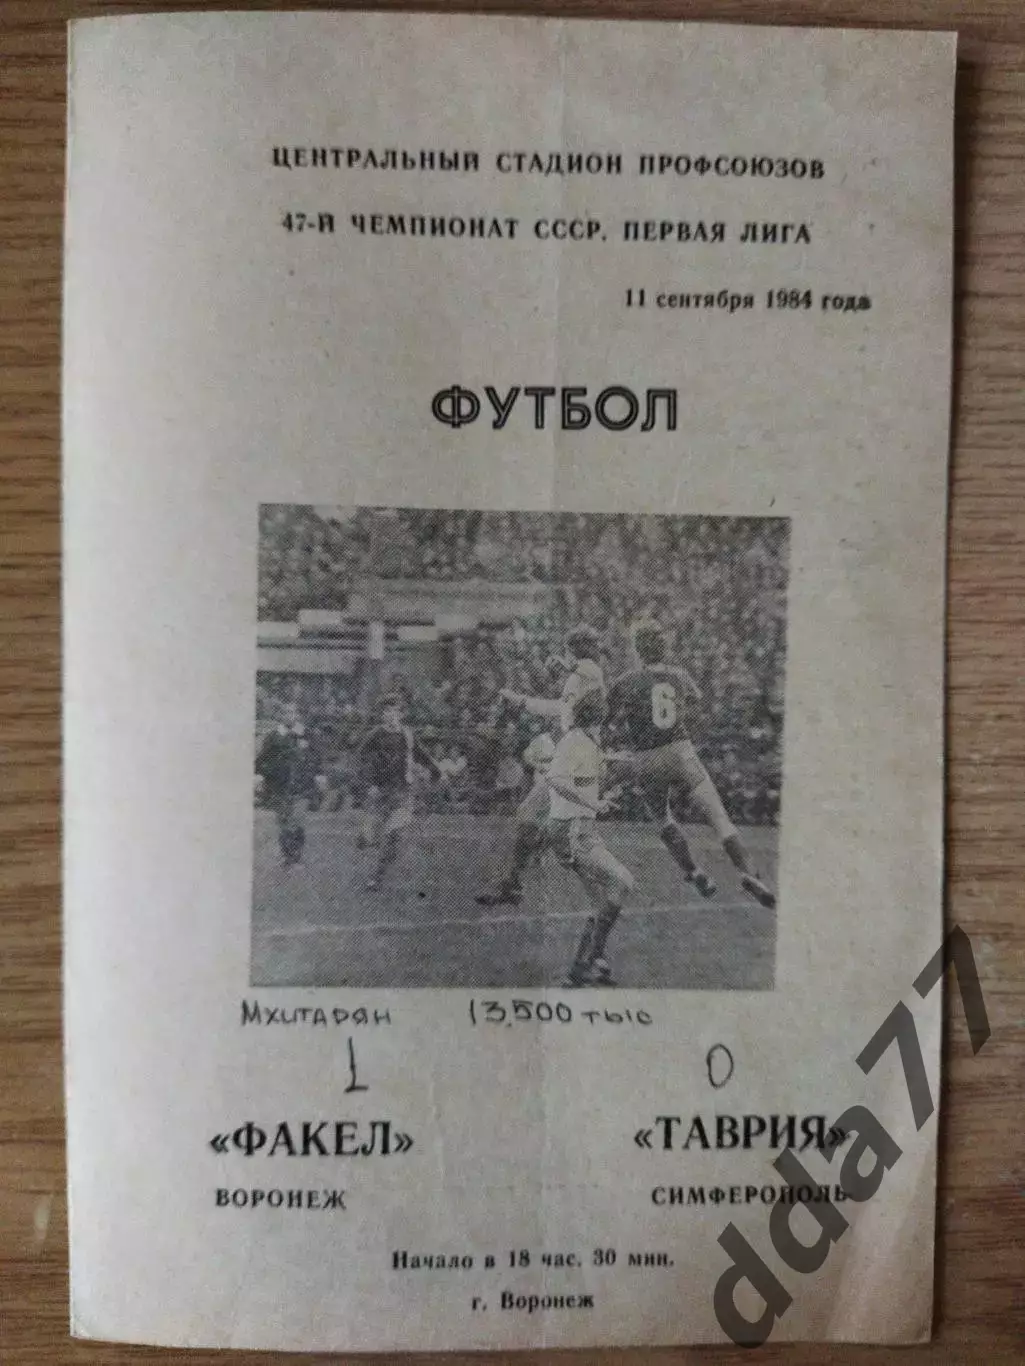 ЦЕНТРАЛЬНЫЙ СТАДИОН ПРОФСОЮЗОВ
47-Й ЧЕМПИОНАТ СССР. ПЕРВАЯ ЛИГА
11 сентября 1984 года
ФУТБОЛ
6
Мхитарян 13,500 тыс
1 0
«ФАКЕЛ» «ТАВРИЯ»
ВОРОНЕЖ СИМФЕРОПОЛЬ
Начало в 18 час. 30 мин.
г. Воронеж
dda77